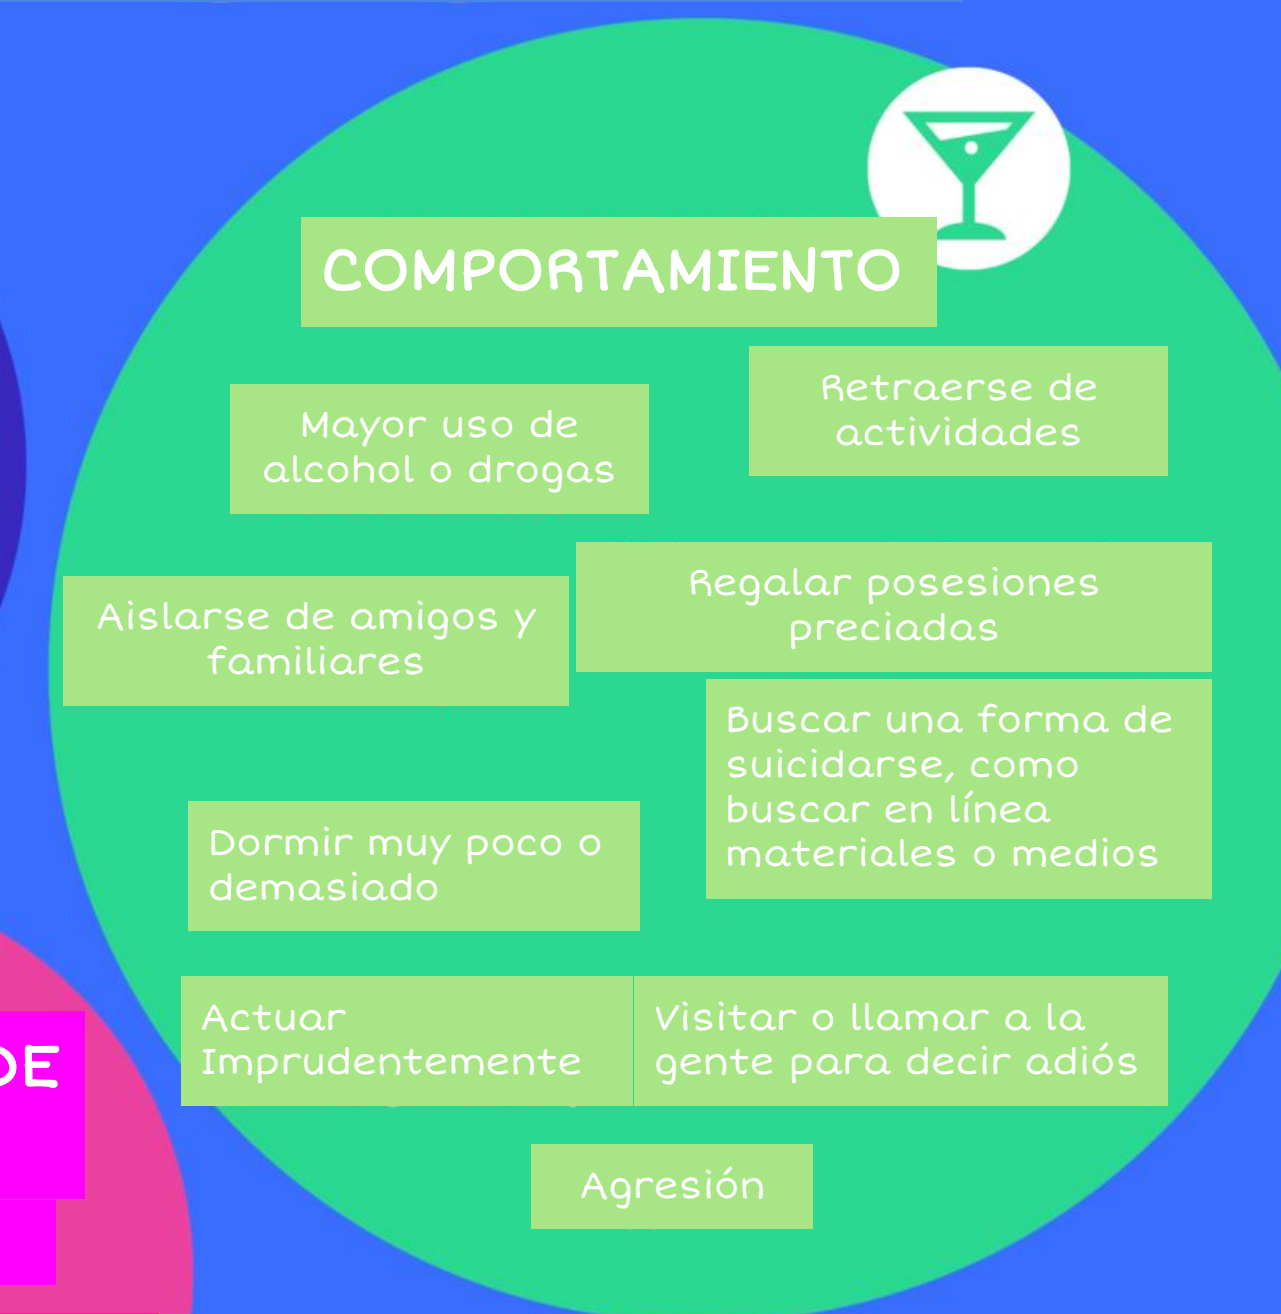 COMPORTAMIENTO
Mayor uso de
alcohol o drogas
Retraerse de
actividades
Aislarse de amigos y
familiares
Regalar posesiones
preciadas
Buscar una forma de
suicidarse, como
buscar en línea
materiales o medios
Dormir muy poco o
demasiado
Actuar
Imprudentemente
Visitar o llamar a la
gente para decir adiós
Agresión
DE